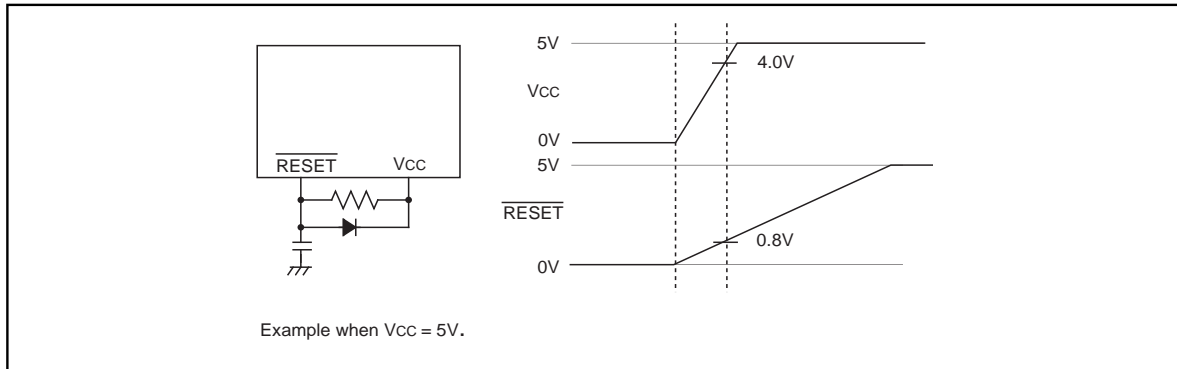 RESET VCC
5V
4.0V
VCC
0V
5V
RESET
0.8V
0V
Example when VCC = 5V.